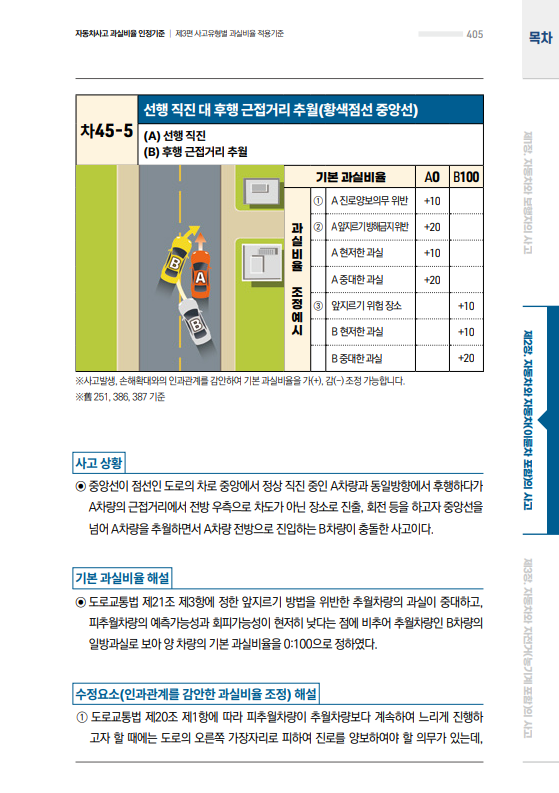 자동차사고 과실비율 인정기준 | 제3편 사고유형별 과실비율 적용기준
405
목차
차45-5
선행 직진 대 후행 근접거리 추월(황색점선 중앙선)
(A) 선행 직진
(B) 후행 근접거리 추월
기본 과실비율 A0 B100
과실비율 조정예시
① A 진로양보의무 위반 +10
② A 앞지르기 방해금지 위반 +20
A 현저한 과실 +10
A 중대한 과실 +20
③ 앞지르기 위험 장소 +10
B 현저한 과실 +10
B 중대한 과실 +20
B
A
B
※사고발생, 손해확대와의 인과관계를 감안하여 기본 과실비율을 가(+), 감(-) 조정 가능합니다.
※舊 251, 386, 387 기준
사고 상황
◉ 중앙선이 점선인 도로의 차로 중앙에서 정상 직진 중인 A차량과 동일방향에서 후행하다가
A차량의 근접거리에서 전방 우측으로 차도가 아닌 장소로 진출, 회전 등을 하고자 중앙선을
넘어 A차량을 추월하면서 A차량 전방으로 진입하는 B차량이 충돌한 사고이다.
기본 과실비율 해설
◉ 도로교통법 제21조 제3항에 정한 앞지르기 방법을 위반한 추월차량의 과실이 중대하고,
피추월차량의 예측가능성과 회피가능성이 현저히 낮다는 점에 비추어 추월차량인 B차량의
일방과실로 보아 양 차량의 기본 과실비율을 0:100으로 정하였다.
수정요소(인과관계를 감안한 과실비율 조정) 해설
① 도로교통법 제20조 제1항에 따라 피추월차량이 추월차량보다 계속하여 느리게 진행하
고자 할 때에는 도로의 오른쪽 가장자리로 피하여 진로를 양보하여야 할 의무가 있는데,
제1장. 자동차와 보행자의 사고
제2장. 자동차와 자동차(이륜차 포함)의 사고
제3장. 자동차와 자전거(농기계 포함)의 사고